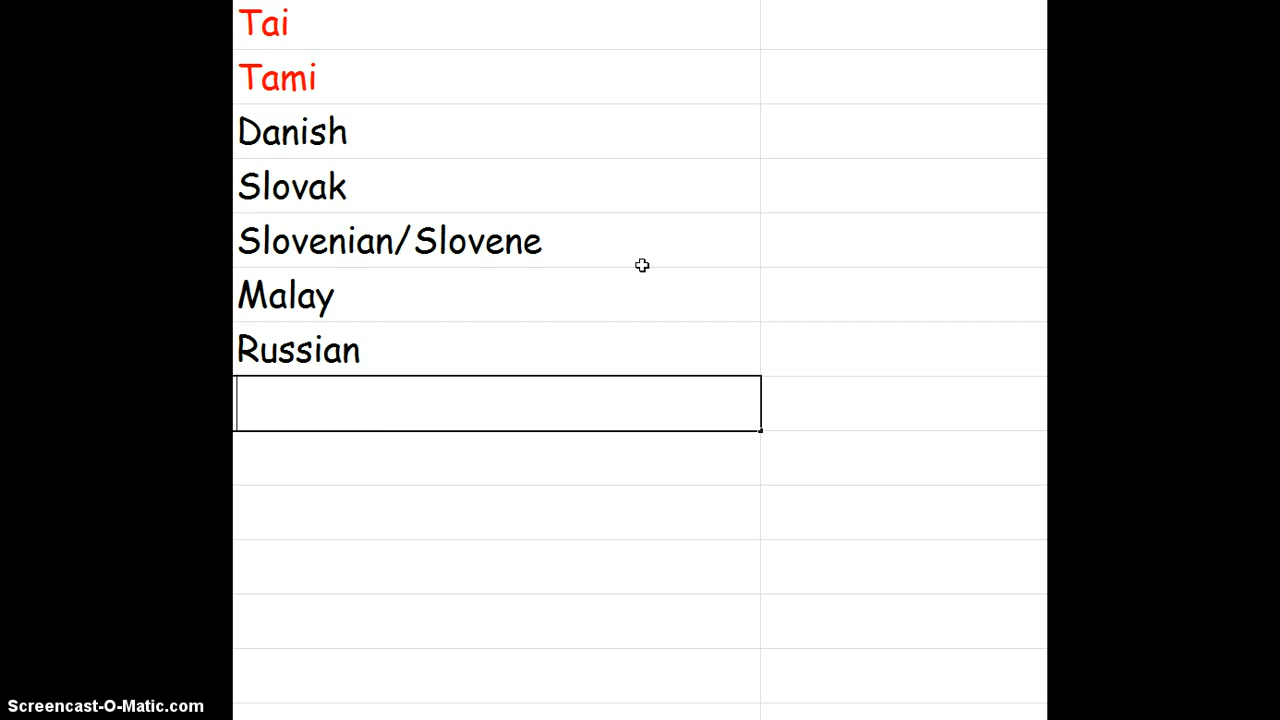 Tai
Tami
Danish
Slovak
Slovenian/Slovene
Malay
Russian
Screencast-O-Matic.com